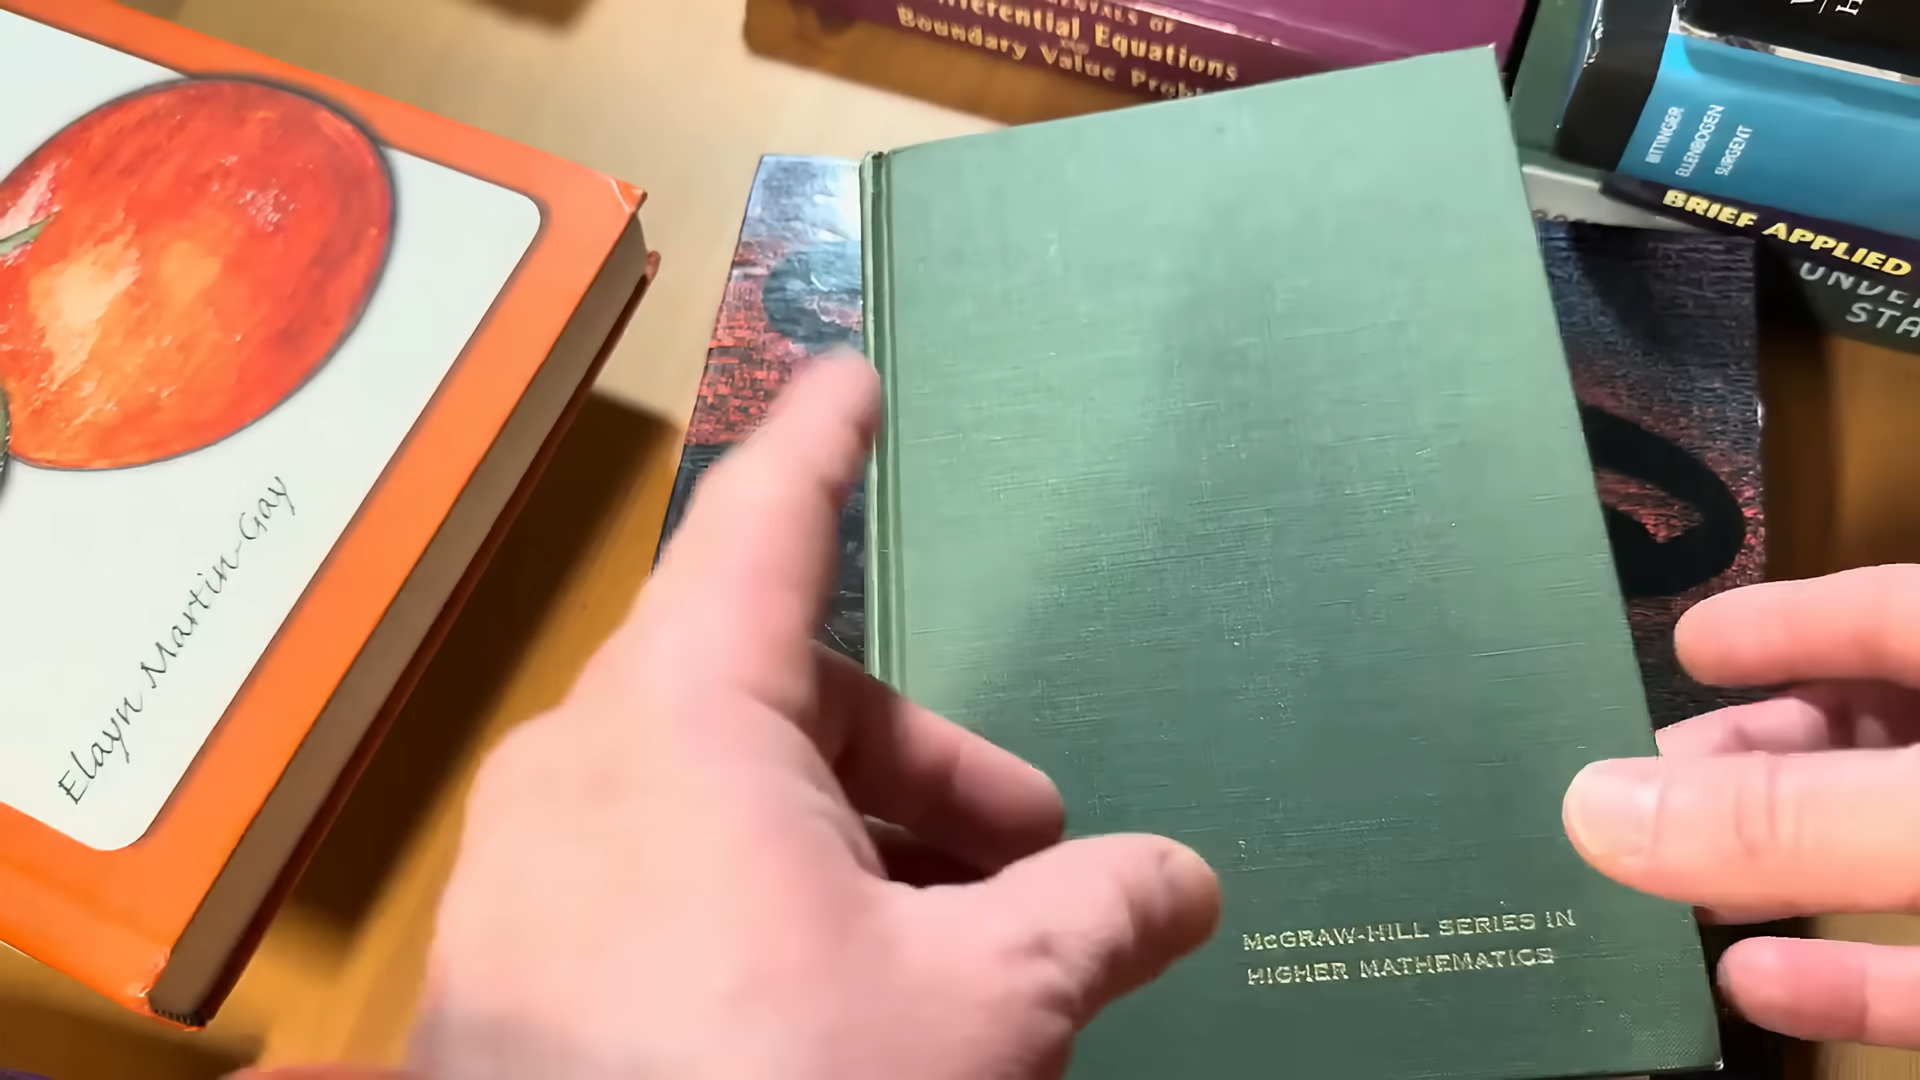 Differential Equations
Boundary Value
BITTINGER
ELLENBOGEN
SURGENT
BRIEF APPLIED
Elayn Martin-Gay
McGRAW-HILL SERIES IN
HIGHER MATHEMATICS